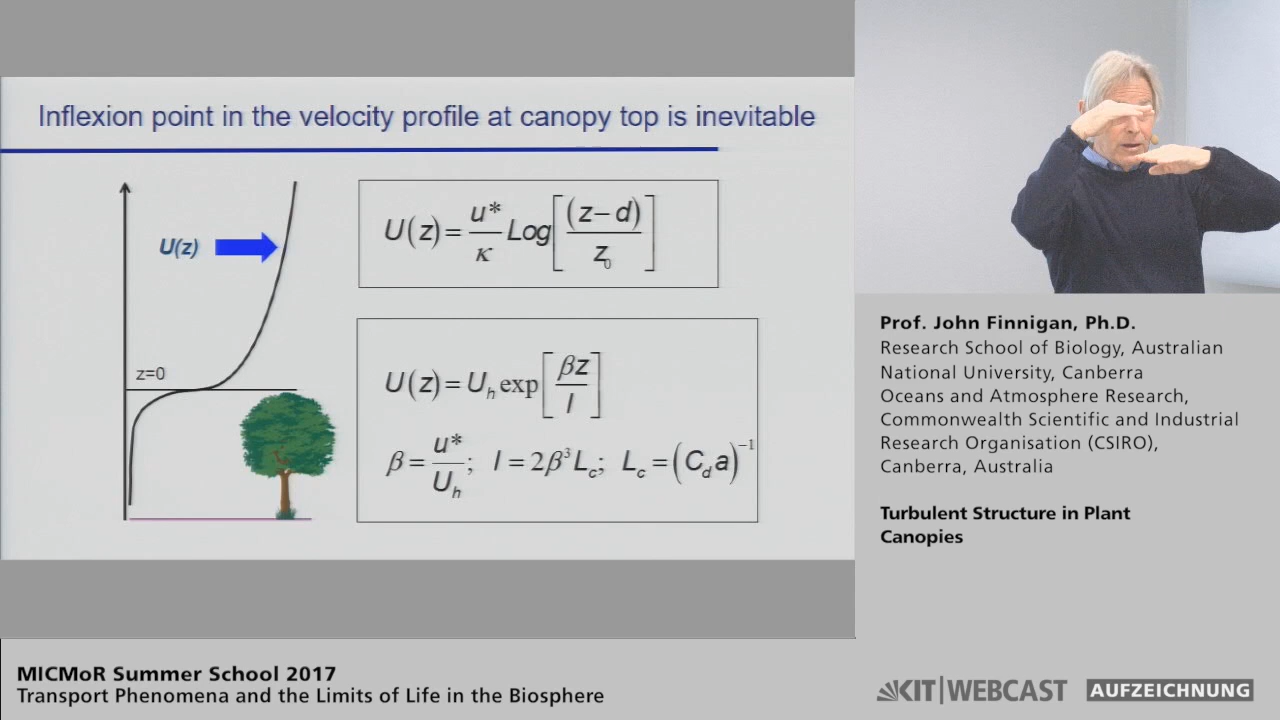 Inflexion point in the velocity profile at canopy top is inevitable
U(z)
z=0
U(z)=u*/κ Log[(z−d)/z₀]
U(z)=Uₕ exp[βz/l]
β=u*/Uₕ; l=2β³L_c; L_c=(C_d a)⁻¹
Prof. John Finnigan, Ph.D.
Research School of Biology, Australian
National University, Canberra
Oceans and Atmosphere Research,
Commonwealth Scientific and Industrial
Research Organisation (CSIRO),
Canberra, Australia
Turbulent Structure in Plant
Canopies
MICMoR Summer School 2017
Transport Phenomena and the Limits of Life in the Biosphere
KIT|WEBCAST
AUFZEICHNUNG